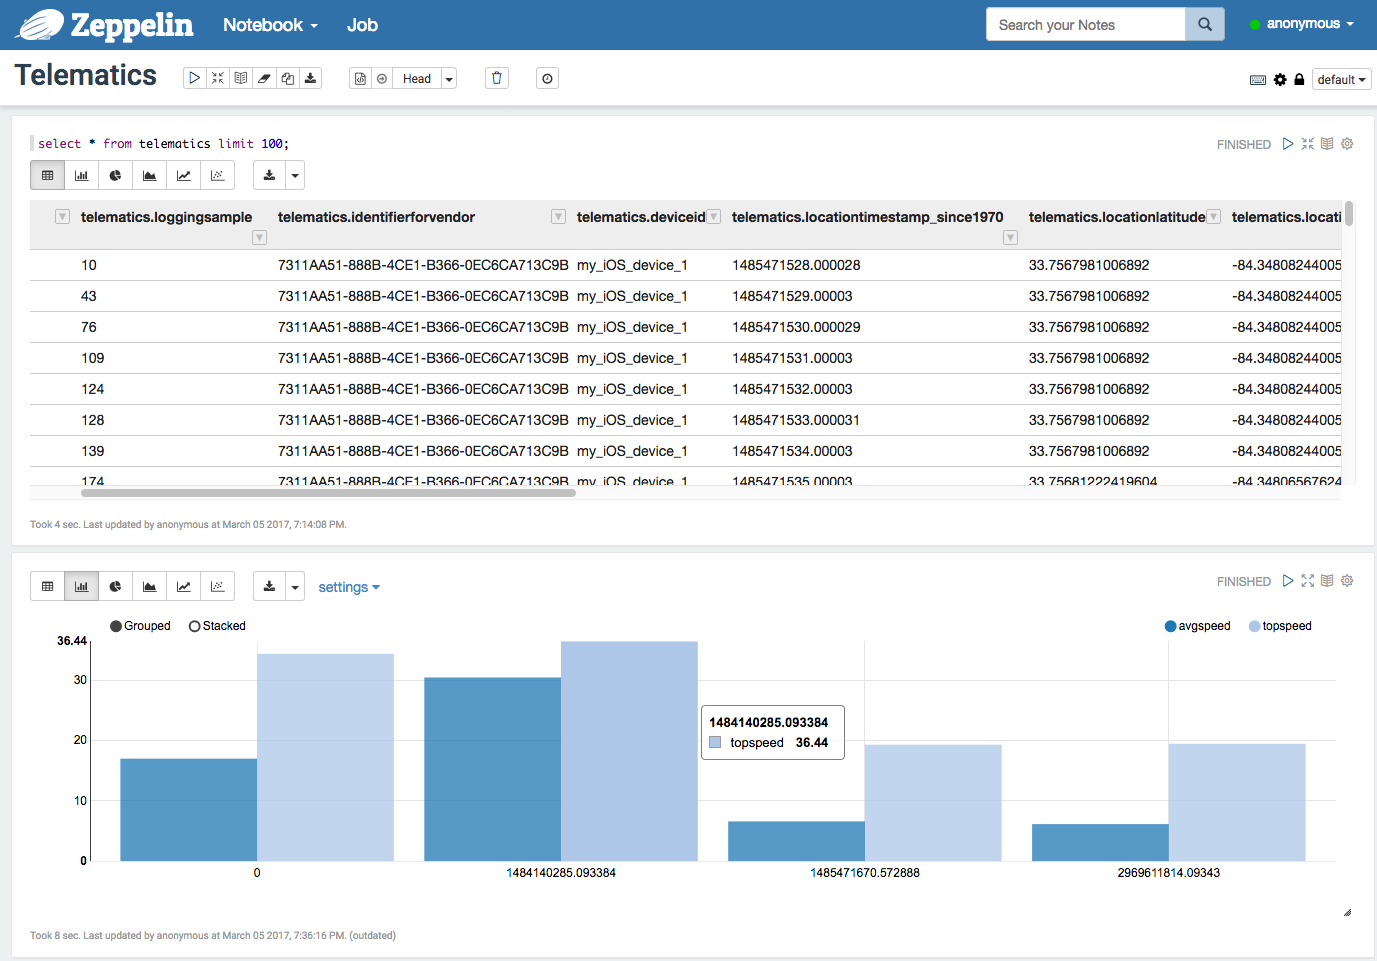 Zeppelin Notebook Job Search your Notes anonymous
Telematics Head default
select * from telematics limit 100;
FINISHED
telematics.loggingsample telematics.identifierforvendor telematics.deviceid telematics.locationtimestamp_since1970 telematics.locationlatitude telematics.locati
10 7311AA51-888B-4CE1-B366-0EC6CA713C9B my_iOS_device_1 1485471528.000028 33.7567981006892 -84.34808244005
43 7311AA51-888B-4CE1-B366-0EC6CA713C9B my_iOS_device_1 1485471529.00003 33.7567981006892 -84.34808244005
76 7311AA51-888B-4CE1-B366-0EC6CA713C9B my_iOS_device_1 1485471530.000029 33.7567981006892 -84.34808244005
109 7311AA51-888B-4CE1-B366-0EC6CA713C9B my_iOS_device_1 1485471531.00003 33.7567981006892 -84.34808244005
124 7311AA51-888B-4CE1-B366-0EC6CA713C9B my_iOS_device_1 1485471532.00003 33.7567981006892 -84.34808244005
128 7311AA51-888B-4CE1-B366-0EC6CA713C9B my_iOS_device_1 1485471533.000031 33.7567981006892 -84.34808244005
139 7311AA51-888B-4CE1-B366-0EC6CA713C9B my_iOS_device_1 1485471534.00003 33.7567981006892 -84.34808244005
174 7311AA51-888B-4CE1-B366-0EC6CA713C9B my_iOS_device_1 1485471535.00003 33.75681222419604 -84.34806567624
Took 4 sec. Last updated by anonymous at March 05 2017, 7:14:08 PM.
settings
FINISHED
Grouped Stacked avgspeed topspeed
36.44
30
20
10
0
1484140285.093384
topspeed 36.44
0 1484140285.093384 1485471670.572888 2969611814.09343
Took 8 sec. Last updated by anonymous at March 05 2017, 7:36:16 PM. (outdated)